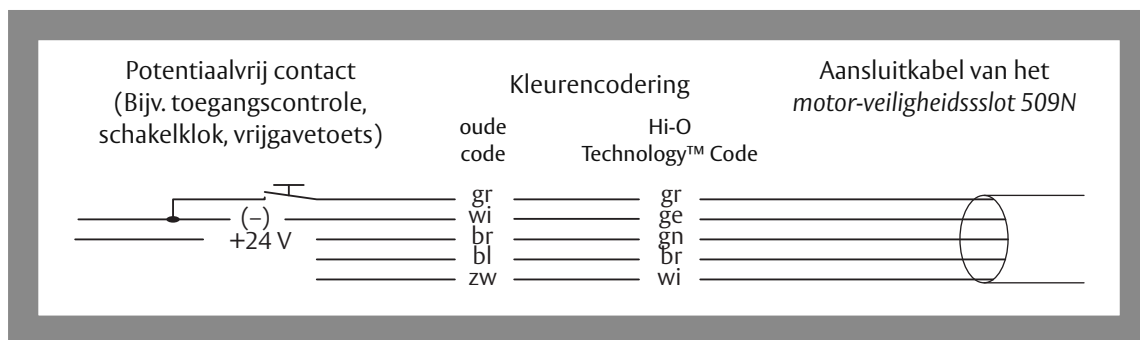 Potentiaalvrij contact
(Bijv. toegangscontrole,
schakelklok, vrijgavetoets)
Kleurencodering
oude
code
Hi-O
Technology™ Code
Aansluitkabel van het
motor-veiligheidssslot 509N
gr gr
(–) wi ge
+24 V br gn
bl br
zw wi